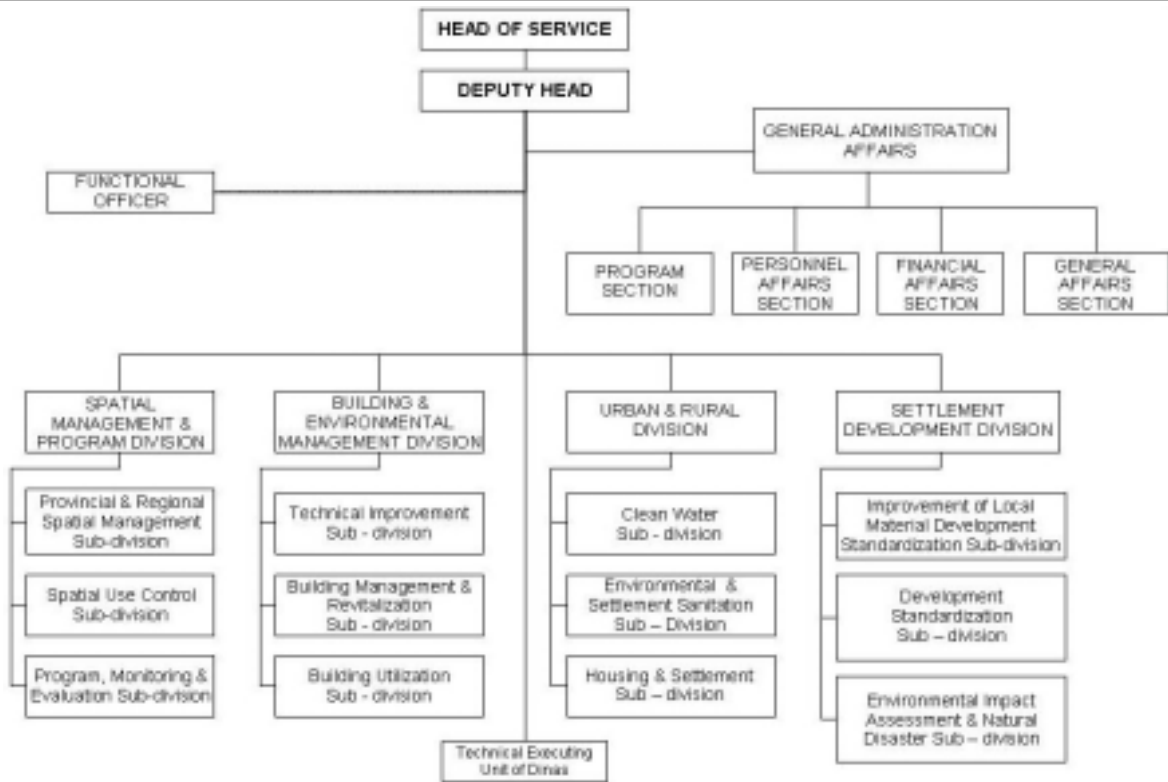 HEAD OF SERVICE
DEPUTY HEAD
GENERAL ADMINISTRATION
AFFAIRS
FUNCTIONAL
OFFICER
PROGRAM
SECTION
PERSONNEL
AFFAIRS
SECTION
FINANCIAL
AFFAIRS
SECTION
GENERAL
AFFAIRS
SECTION
SPATIAL
MANAGEMENT &
PROGRAM DIVISION
Provincial & Regional
Spatial Management
Sub-division
Spatial Use Control
Sub-division
Program, Monitoring &
Evaluation Sub-division
BUILDING &
ENVIRONMENTAL
MANAGEMENT DIVISION
Technical Improvement
Sub - division
Building Management &
Revitalization
Sub - division
Building Utilization
Sub - division
URBAN & RURAL
DIVISION
Clean Water
Sub - division
Environmental &
Settlement Sanitation
Sub – Division
Housing & Settlement
Sub – division
SETTLEMENT
DEVELOPMENT DIVISION
Improvement of Local
Material Development
Standardization Sub-division
Development
Standardization
Sub – division
Environmental Impact
Assessment & Natural
Disaster Sub – division
Technical Executing
Unit of Dinas